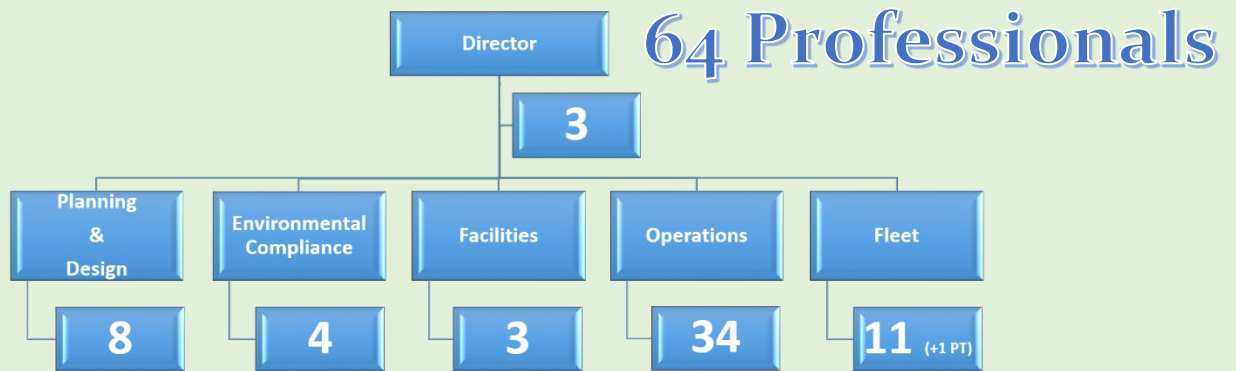 Director
64 Professionals
3
Planning
&
Design
Environmental
Compliance
Facilities
Operations
Fleet
8
4
3
34
11 (+1 PT)